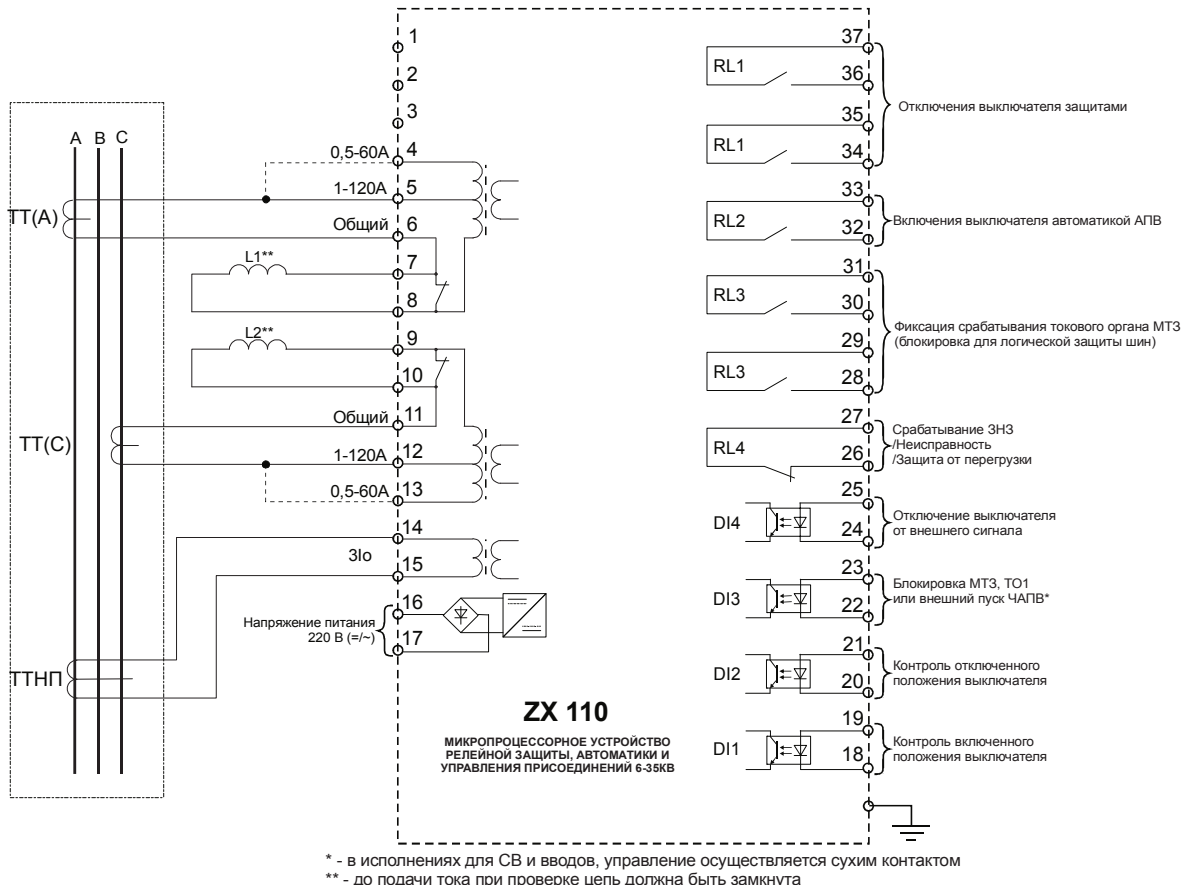 1
2
3
4
5
6
7
8
9
10
11
12
13
14
15
16
17
0,5-60А
1-120А
Общий
L1**
L2**
Общий
1-120А
0,5-60А
3Iо
Напряжение питания
220 В (=/~)
A B C
ТТ(А)
ТТ(С)
ТТНП
ZX 110
МИКРОПРОЦЕССОРНОЕ УСТРОЙСТВО
РЕЛЕЙНОЙ ЗАЩИТЫ, АВТОМАТИКИ И
УПРАВЛЕНИЯ ПРИСОЕДИНЕНИЙ 6-35КВ
RL1
37
36
35
RL1
34
Отключения выключателя защитами
33
RL2
32
Включения выключателя автоматикой АПВ
31
RL3
30
29
RL3
28
Фиксация срабатывания токового органа МТЗ
(блокировка для логической защиты шин)
27
RL4
26
Срабатывание ЗНЗ
/Неисправность
/Защита от перегрузки
25
DI4
24
Отключение выключателя
от внешнего сигнала
23
DI3
22
Блокировка МТЗ, ТО1
или внешний пуск ЧАПВ*
21
DI2
20
Контроль отключенного
положения выключателя
19
DI1
18
Контроль включенного
положения выключателя
* - в исполнениях для СВ и вводов, управление осуществляется сухим контактом
** - до подачи тока при проверке цепь должна быть замкнута